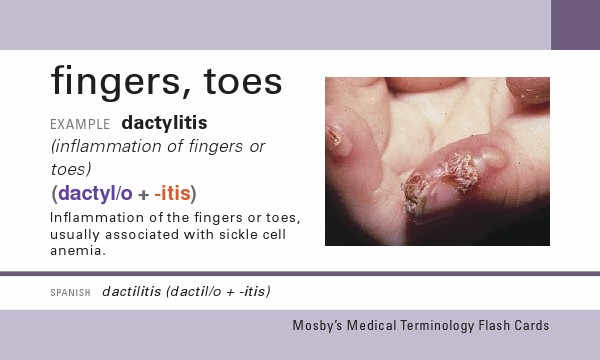 fingers, toes
EXAMPLE dactylitis
(inflammation of fingers or
toes)
(dactyl/o + -itis)
Inflammation of the fingers or toes,
usually associated with sickle cell
anemia.
SPANISH dactilitis (dactil/o + -itis)
Mosby's Medical Terminology Flash Cards